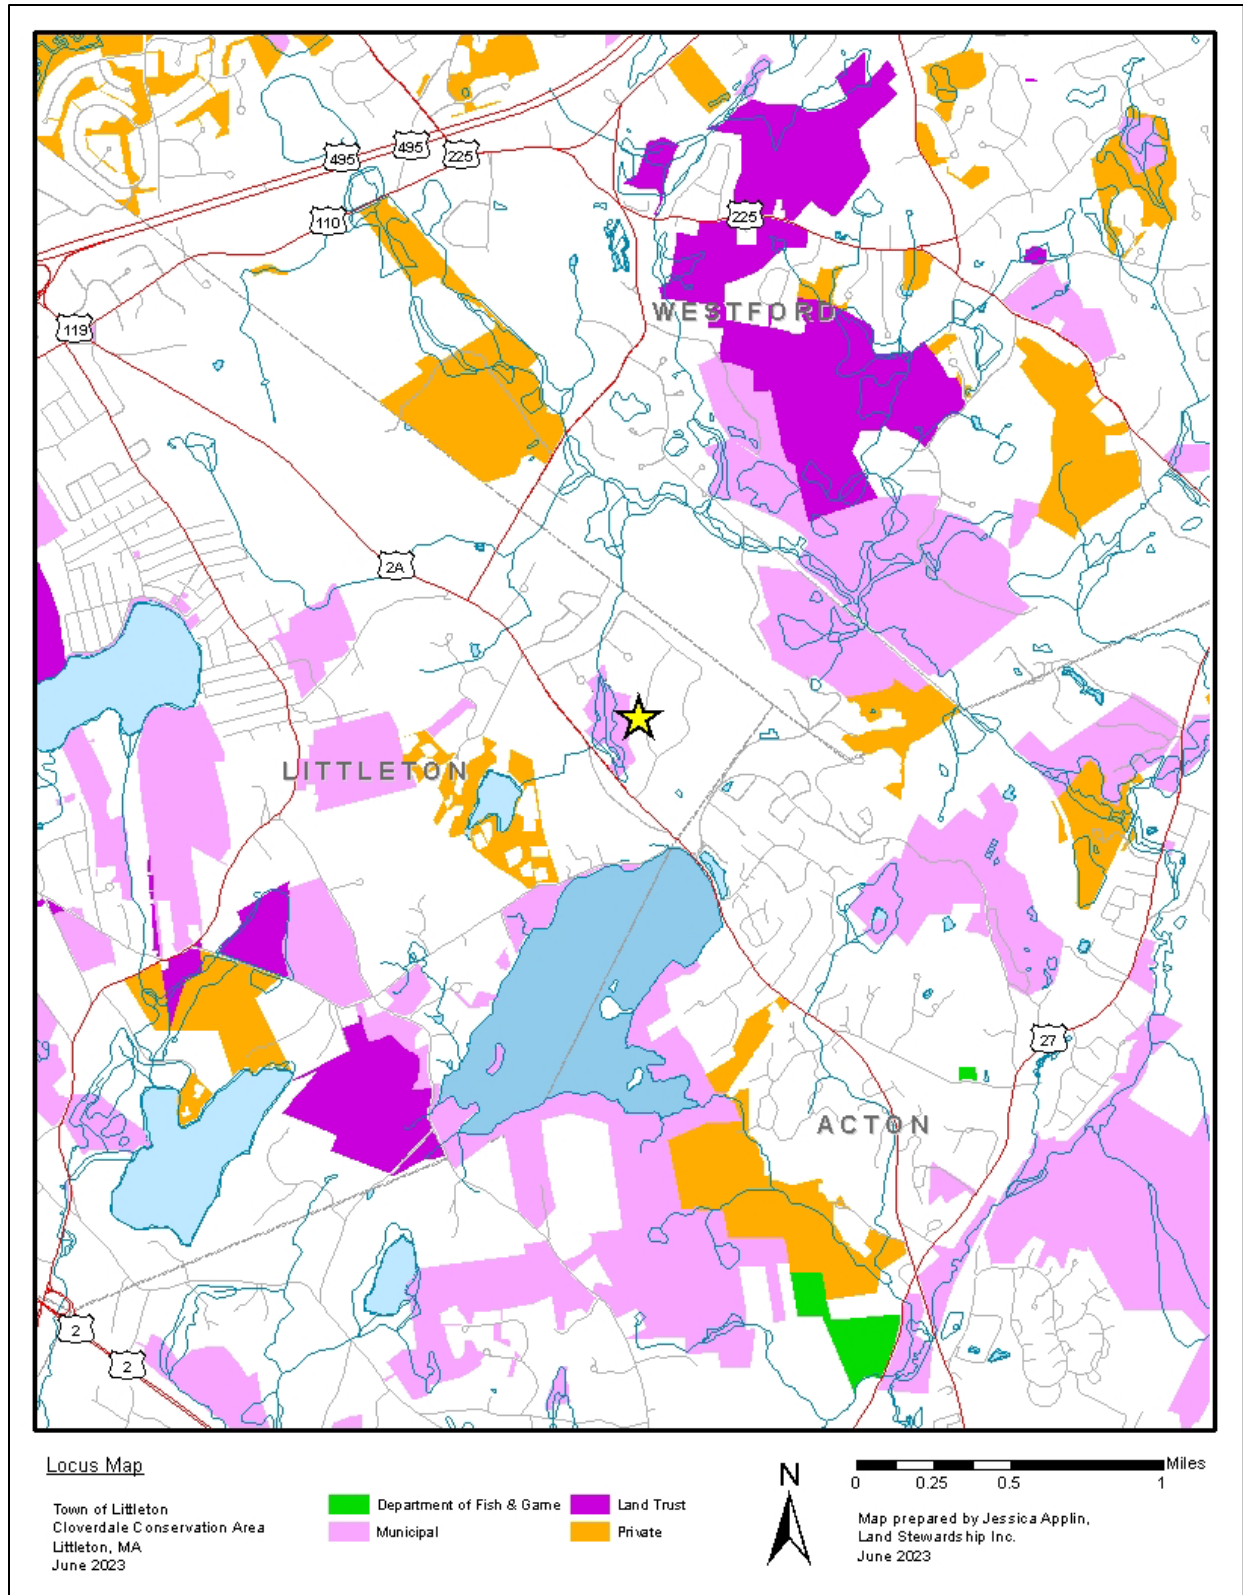 495
495
225
110
225
119
WESTFORD
2A
LITTLETON
27
ACTON
2
2
Locus Map
Town of Littleton
Cloverdale Conservation Area
Littleton, MA
June 2023
Department of Fish & Game
Municipal
Land Trust
Private
N
Miles
0 0.25 0.5 1
Map prepared by Jessica Applin,
Land Stewardship Inc.
June 2023